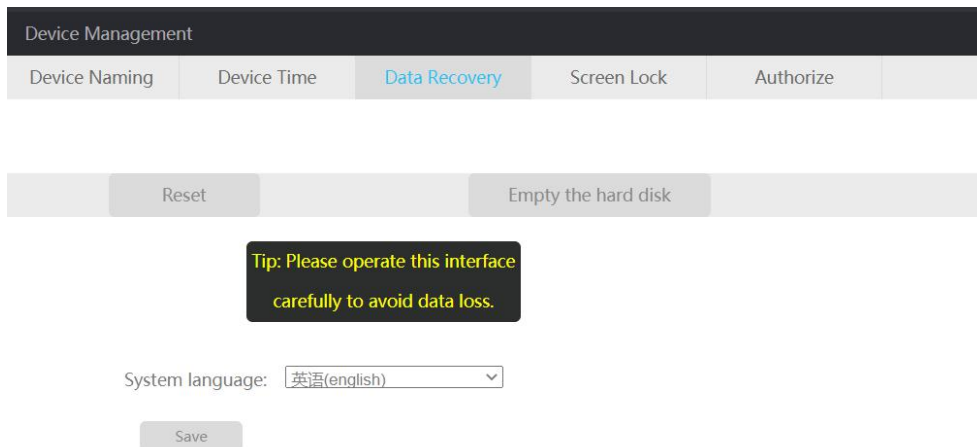 Device Management
Device Naming Device Time Data Recovery Screen Lock Authorize
Reset Empty the hard disk
Tip: Please operate this interface
carefully to avoid data loss.
System language: 英语(english)
Save